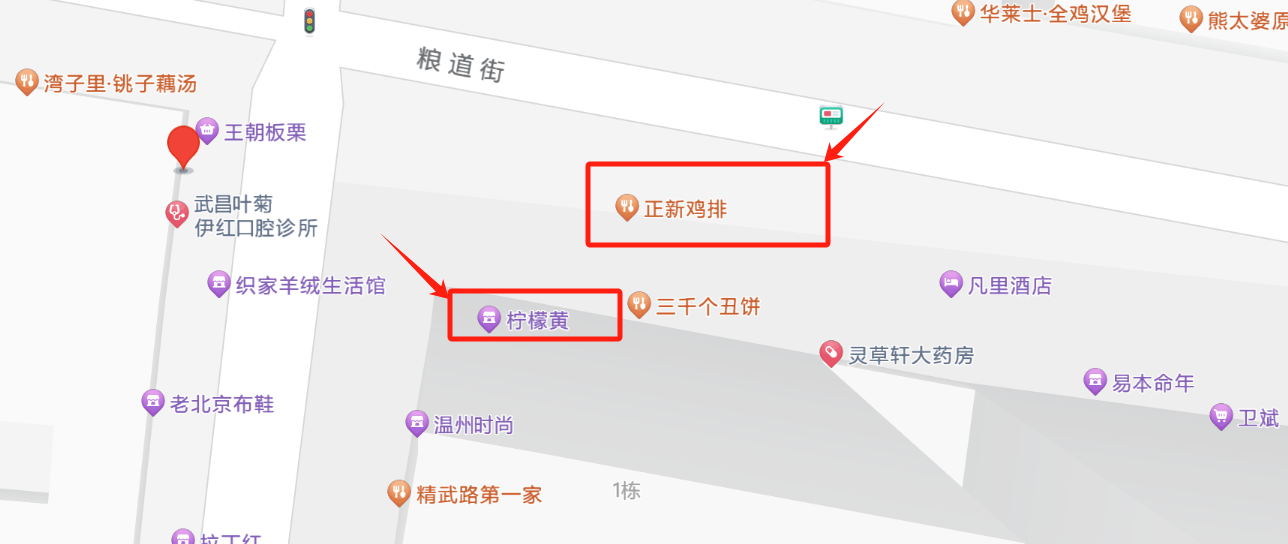 华莱士·全鸡汉堡
熊太婆原
粮道街
湾子里·铫子藕汤
王朝板栗
武昌叶菊
伊红口腔诊所
正新鸡排
织家羊绒生活馆
凡里酒店
三千个丑饼
柠檬黄
灵草轩大药房
易本命年
老北京布鞋
卫斌
温州时尚
1栋
精武路第一家